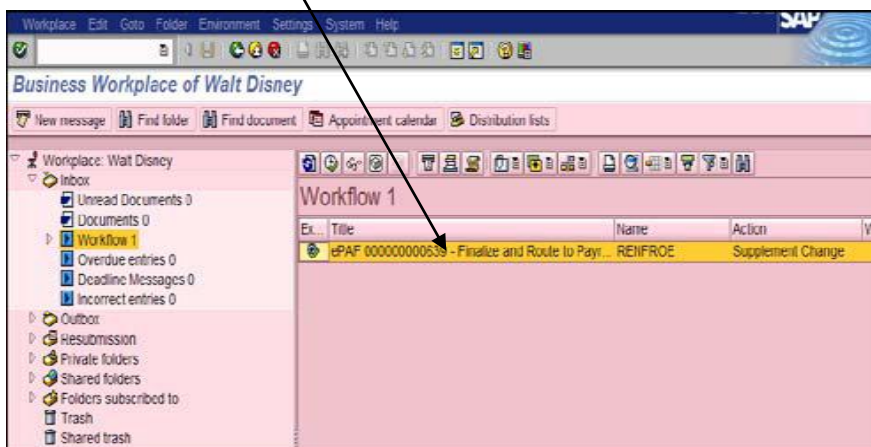 Workplace Edit Goto Folder Environment Settings System Help
SAP
Business Workplace of Walt Disney
New message Find folder Find document Appointment calendar Distribution lists
Workplace: Walt Disney
Inbox
Unread Documents 0
Documents 0
Workflow 1
Overdue entries 0
Deadline Messages 0
Incorrect entries 0
Outbox
Resubmission
Private folders
Shared folders
Folders subscribed to
Trash
Shared trash
Workflow 1
Ex... Title Name Action
ePAF 000000000539 - Finalize and Route to Payr... RENFROE Supplement Change